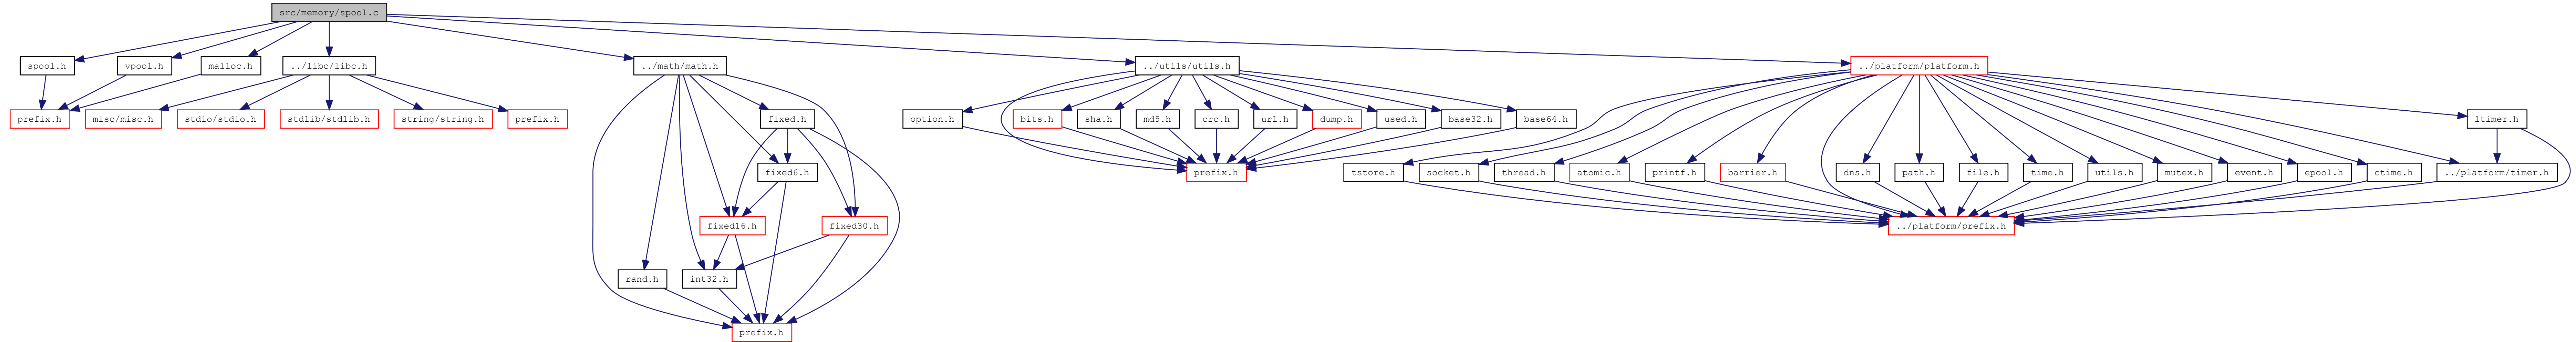 src/memory/spool.c
spool.h
vpool.h
malloc.h
../libc/libc.h
../math/math.h
../utils/utils.h
../platform/platform.h
prefix.h
misc/misc.h
stdio/stdio.h
stdlib/stdlib.h
string/string.h
prefix.h
fixed.h
option.h
bits.h
sha.h
md5.h
crc.h
url.h
dump.h
used.h
base32.h
base64.h
ltimer.h
fixed6.h
prefix.h
tstore.h
socket.h
thread.h
atomic.h
printf.h
barrier.h
dns.h
path.h
file.h
time.h
utils.h
mutex.h
event.h
epool.h
ctime.h
../platform/timer.h
fixed16.h
fixed30.h
../platform/prefix.h
rand.h
int32.h
prefix.h